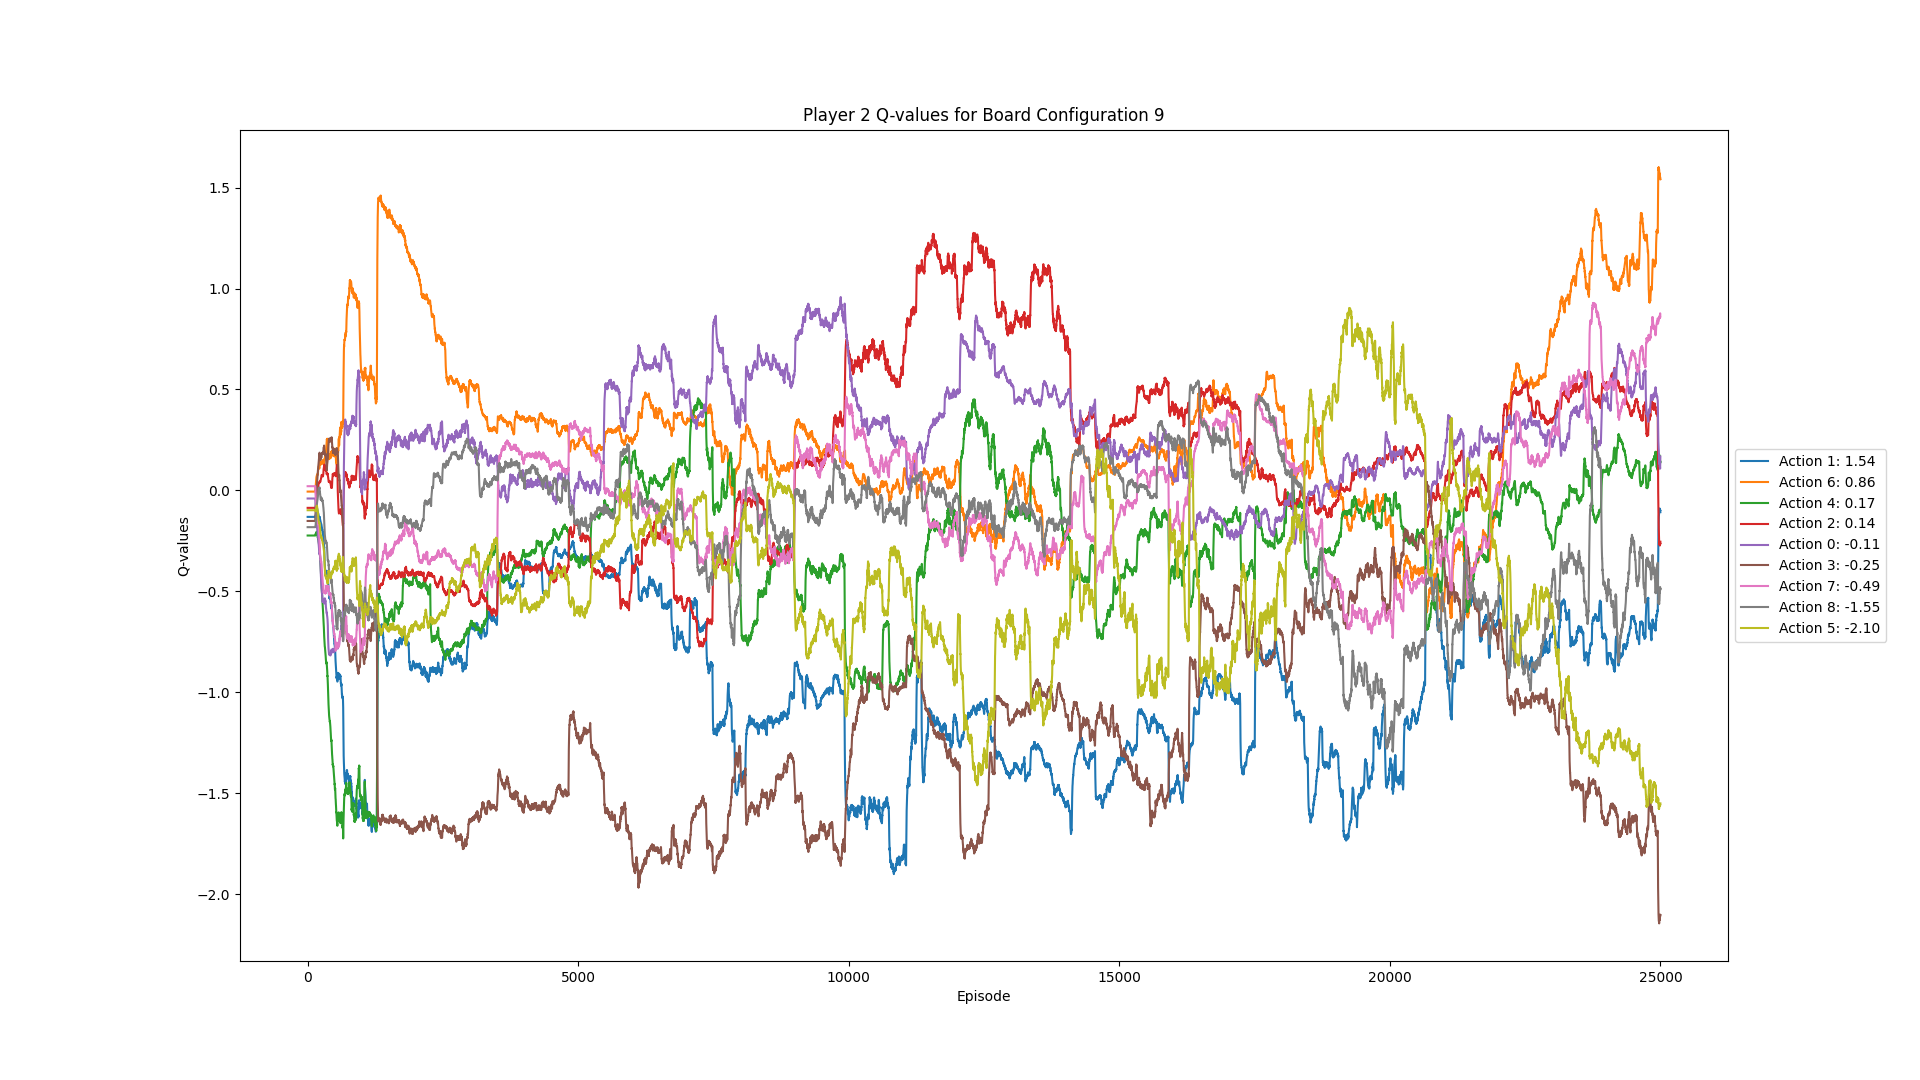 Player 2 Q-values for Board Configuration 9
Q-values
1.5
1.0
0.5
0.0
−0.5
−1.0
−1.5
−2.0
0 5000 10000 15000 20000 25000
Episode
Action 1: 1.54
Action 6: 0.86
Action 4: 0.17
Action 2: 0.14
Action 0: -0.11
Action 3: -0.25
Action 7: -0.49
Action 8: -1.55
Action 5: -2.10